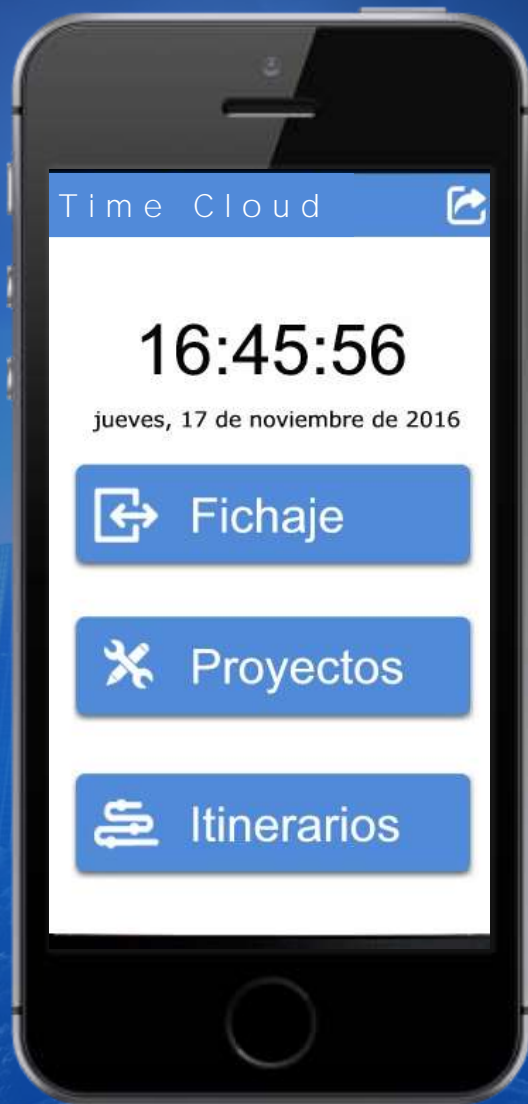 Time Cloud
16:45:56
jueves, 17 de noviembre de 2016
Fichaje
Proyectos
Itinerarios